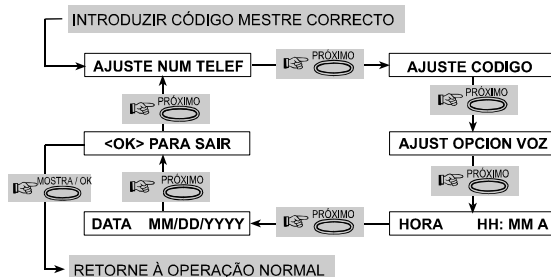 INTRODUZIR CÓDIGO MESTRE CORRECTO
AJUSTE NUM TELEF
PRÓXIMO
AJUSTE CODIGO
PRÓXIMO
PRÓXIMO
<OK> PARA SAIR
AJUST OPCION VOZ
MOSTRA / OK
PRÓXIMO
PRÓXIMO
DATA MM/DD/YYYY
PRÓXIMO
HORA HH: MM A
RETORNE À OPERAÇÃO NORMAL